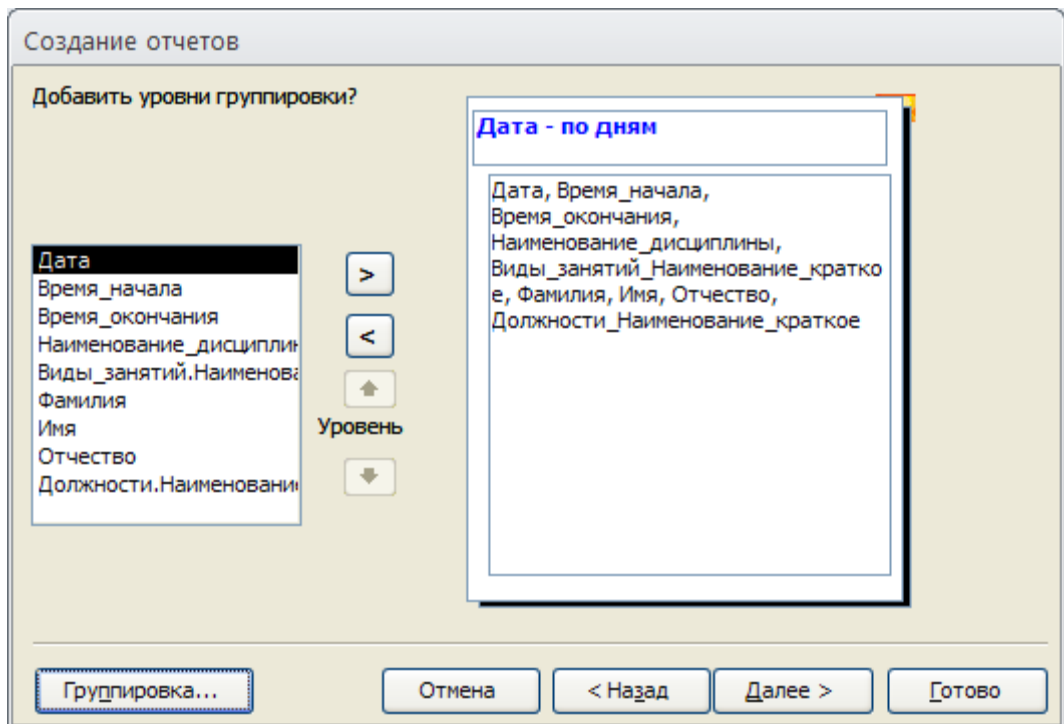 Создание отчетов
Добавить уровни группировки?
Дата
Время_начала
Время_окончания
Наименование_дисциплин
Виды_занятий.Наименова
Фамилия
Имя
Отчество
Должности.Наименовани
>
<
Уровень
Дата - по дням
Дата, Время_начала,
Время_окончания,
Наименование_дисциплины,
Виды_занятий_Наименование_кратко
е, Фамилия, Имя, Отчество,
Должности_Наименование_краткое
Группировка...
Отмена
< Назад
Далее >
Готово